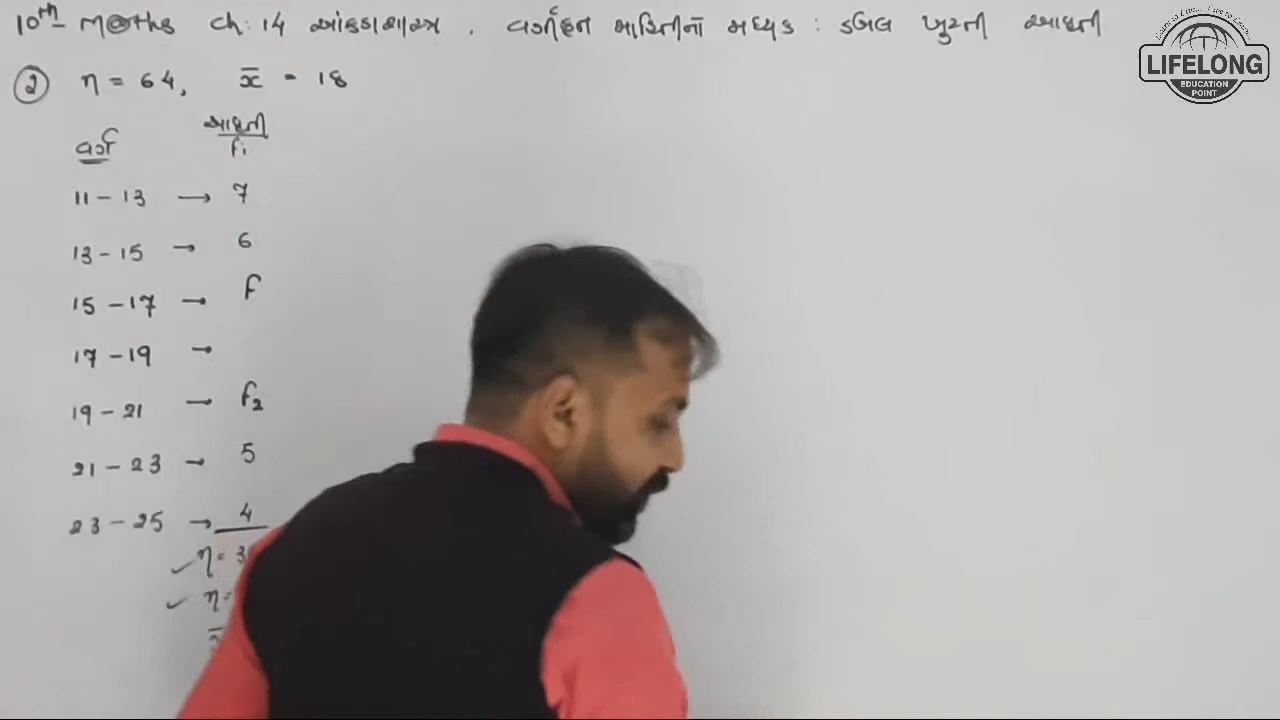 10th Maths Ch: 14 આંકડાશાસ્ત્ર . વર્ગીકૃત માહિતીનો મધ્યક : ડબલ ખુટતી આવૃતી
LIFELONG
EDUCATION
POINT
② n = 64, x̄ = 18
વર્ગ આવૃતી
fi
11 – 13 → 7
13 – 15 → 6
15 – 17 → f
17 – 19 →
19 – 21 → f2
21 – 23 → 5
23 – 25 → 4
✓ n = 3
✓ n =